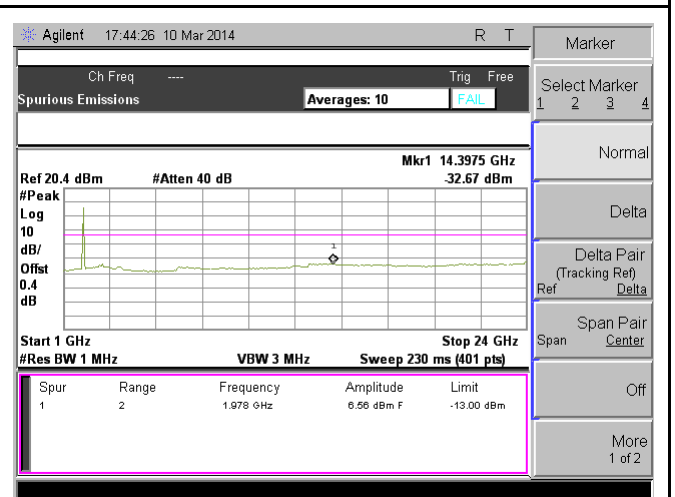 Agilent 17:44:26 10 Mar 2014 R T
Ch Freq ---- Trig Free
Spurious Emissions Averages: 10 FAIL
Mkr1 14.3975 GHz
Ref 20.4 dBm #Atten 40 dB -32.67 dBm
#Peak
Log
10
dB/
Offst
0.4
dB
1
Start 1 GHz Stop 24 GHz
#Res BW 1 MHz VBW 3 MHz Sweep 230 ms (401 pts)
Spur Range Frequency Amplitude Limit
1 2 1.978 GHz 6.56 dBm F -13.00 dBm
Marker
Select Marker
1 2 3 4
Normal
Delta
Delta Pair
(Tracking Ref)
Ref Delta
Span Pair
Span Center
Off
More
1 of 2